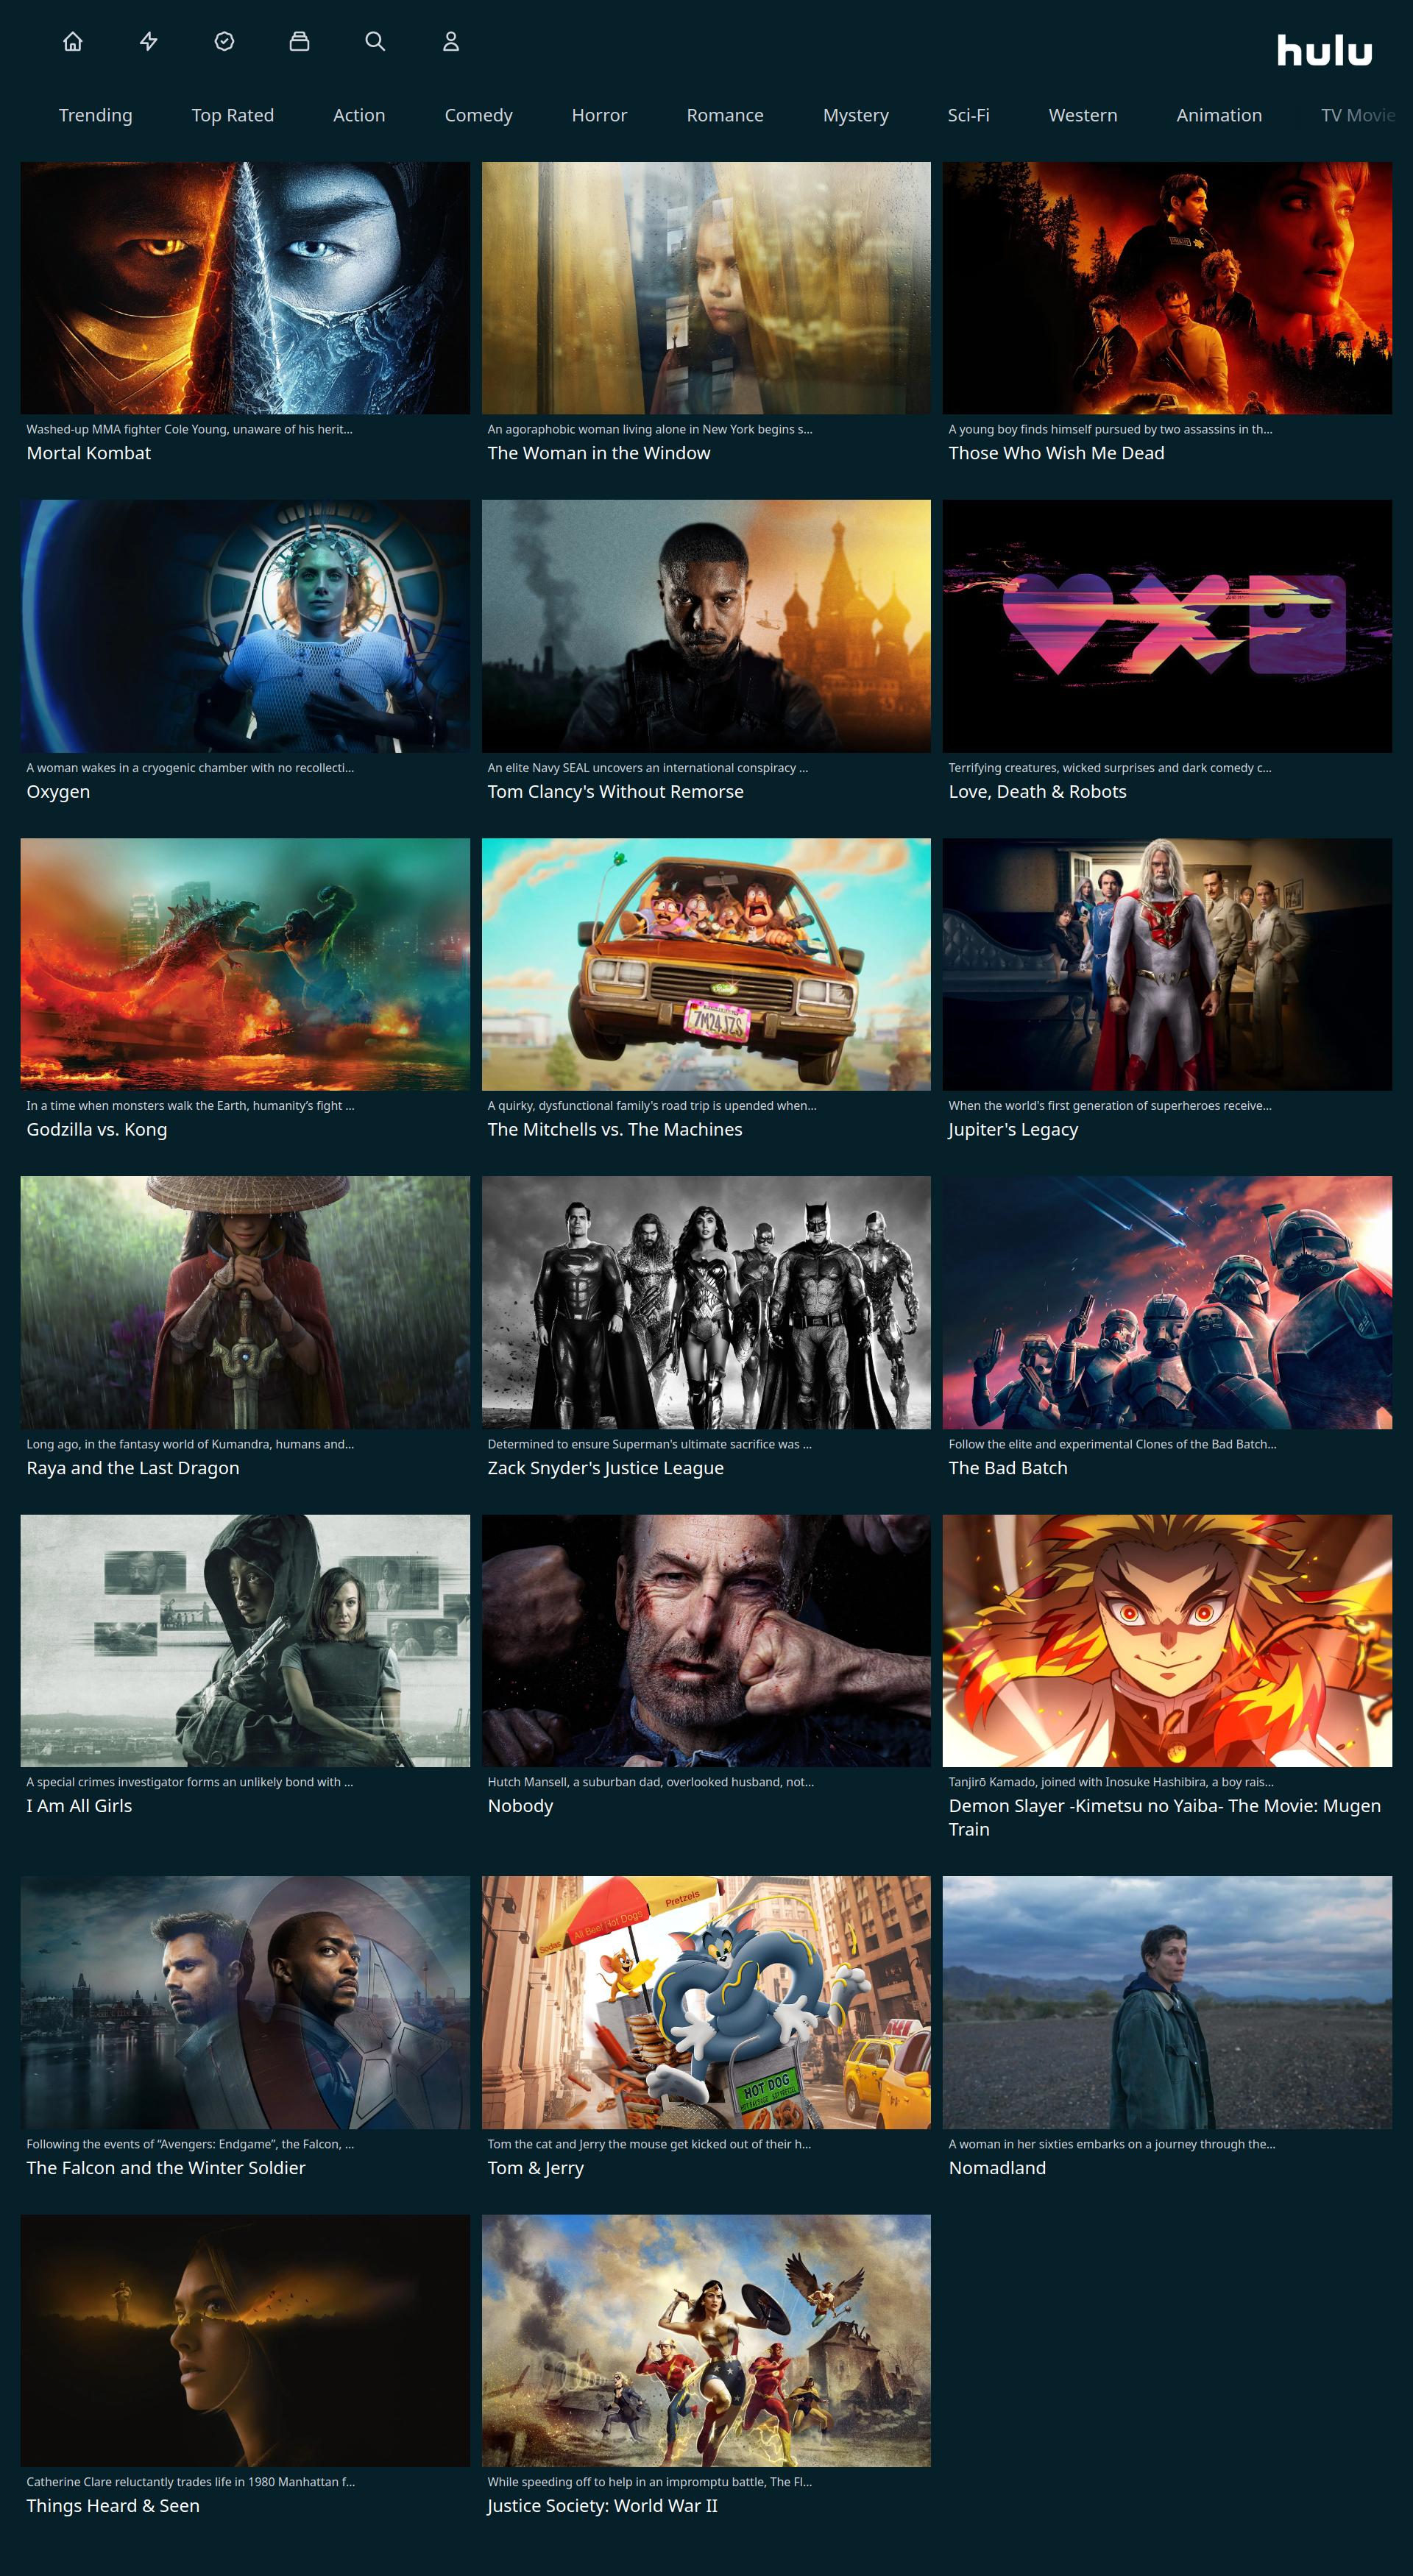 hulu
Trending Top Rated Action Comedy Horror Romance Mystery Sci-Fi Western Animation TV Movie
Washed-up MMA fighter Cole Young, unaware of his herit...
Mortal Kombat
An agoraphobic woman living alone in New York begins s...
The Woman in the Window
A young boy finds himself pursued by two assassins in th...
Those Who Wish Me Dead
A woman wakes in a cryogenic chamber with no recollecti...
Oxygen
An elite Navy SEAL uncovers an international conspiracy ...
Tom Clancy's Without Remorse
Terrifying creatures, wicked surprises and dark comedy c...
Love, Death & Robots
7M24JZS
In a time when monsters walk the Earth, humanity’s fight ...
Godzilla vs. Kong
A quirky, dysfunctional family's road trip is upended when...
The Mitchells vs. The Machines
When the world's first generation of superheroes receive...
Jupiter's Legacy
Long ago, in the fantasy world of Kumandra, humans and...
Raya and the Last Dragon
Determined to ensure Superman's ultimate sacrifice was ...
Zack Snyder's Justice League
Follow the elite and experimental Clones of the Bad Batch...
The Bad Batch
A special crimes investigator forms an unlikely bond with ...
I Am All Girls
Hutch Mansell, a suburban dad, overlooked husband, not...
Nobody
Tanjirō Kamado, joined with Inosuke Hashibira, a boy rais...
Demon Slayer -Kimetsu no Yaiba- The Movie: Mugen
Train
Sodas All Beef Hot Dogs Pretzels
HOT DOG
Following the events of “Avengers: Endgame”, the Falcon, ...
The Falcon and the Winter Soldier
Tom the cat and Jerry the mouse get kicked out of their h...
Tom & Jerry
A woman in her sixties embarks on a journey through the...
Nomadland
Catherine Clare reluctantly trades life in 1980 Manhattan f...
Things Heard & Seen
While speeding off to help in an impromptu battle, The Fl...
Justice Society: World War II